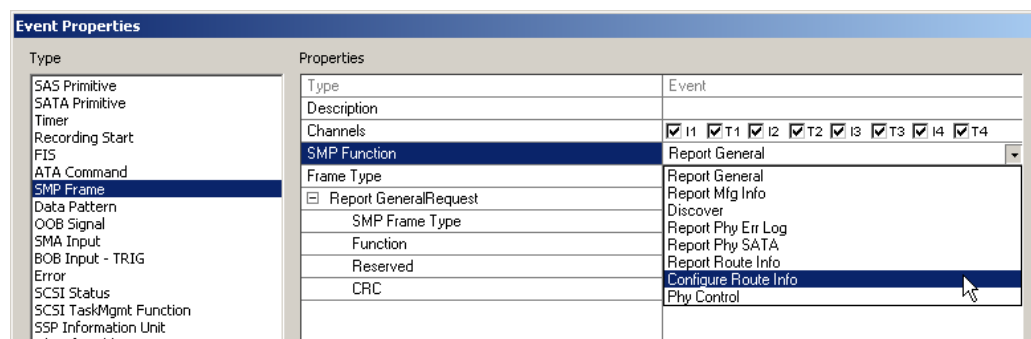 Event Properties
Type
Properties
SAS Primitive
SATA Primitive
Timer
Recording Start
FIS
ATA Command
SMP Frame
Data Pattern
OOB Signal
SMA Input
BOB Input - TRIG
Error
SCSI Status
SCSI TaskMgmt Function
SSP Information Unit
Type Event
Description
Channels I1 T1 I2 T2 I3 T3 I4 T4
SMP Function Report General
Frame Type
Report GeneralRequest
SMP Frame Type
Function
Reserved
CRC
Report General
Report Mfg Info
Discover
Report Phy Err Log
Report Phy SATA
Report Route Info
Configure Route Info
Phy Control